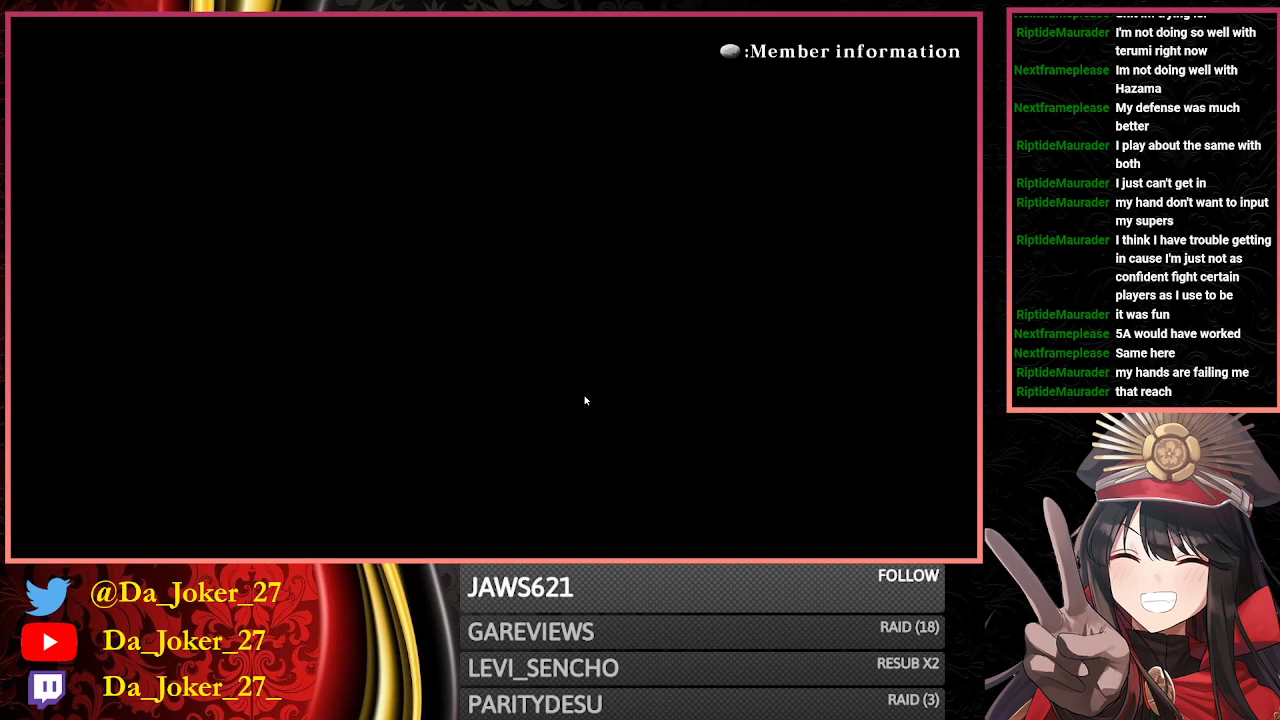 :Member information
RiptideMaurader I'm not doing so well with
terumi right now
Nextframeplease Im not doing well with
Hazama
Nextframeplease My defense was much
better
RiptideMaurader I play about the same with
both
RiptideMaurader I just can't get in
RiptideMaurader my hand don't want to input
my supers
RiptideMaurader I think I have trouble getting
in cause I'm just not as
confident fight certain
players as I use to be
RiptideMaurader it was fun
Nextframeplease 5A would have worked
Nextframeplease Same here
RiptideMaurader my hands are failing me
RiptideMaurader that reach
@Da_Joker_27
Da_Joker_27
Da_Joker_27_
JAWS621 FOLLOW
GAREVIEWS RAID (18)
LEVI_SENCHO RESUB X2
PARITYDESU RAID (3)